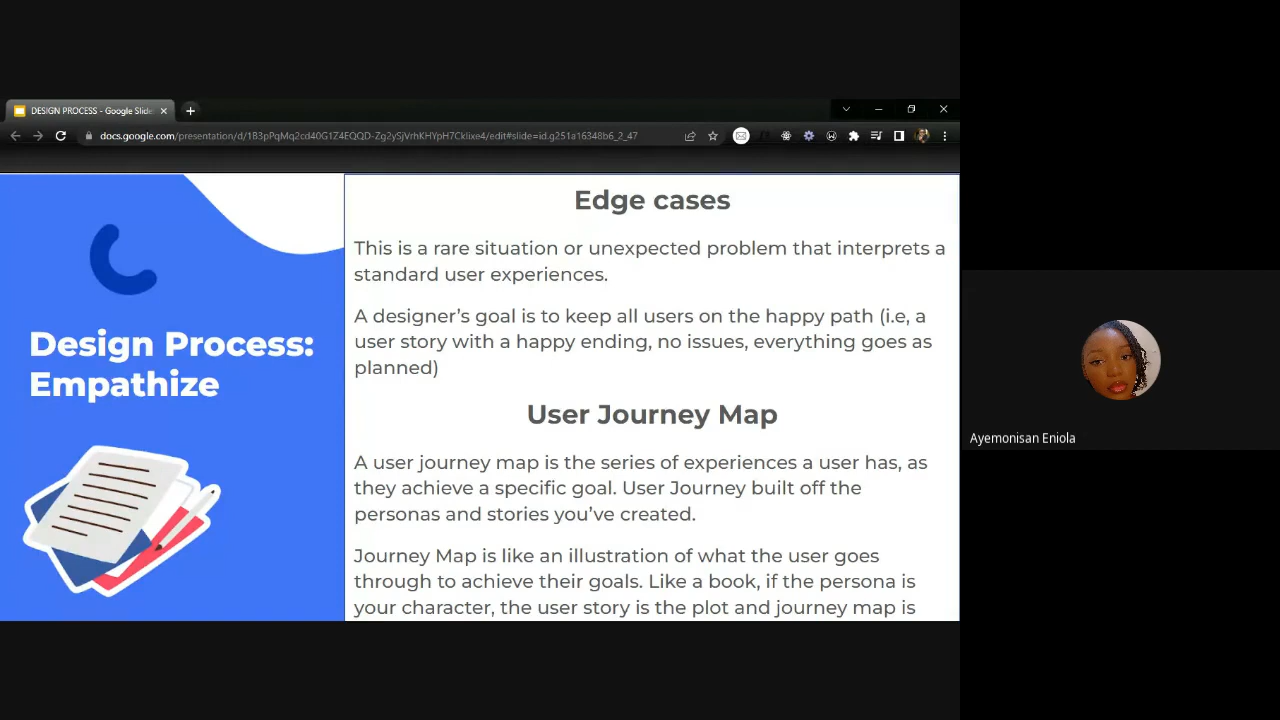 DESIGN PROCESS - Google Slide
docs.google.com/presentation/d/1B3pPqMq2cd40G1Z4EQQD-Zg2ySjVrhKHYpH7Cklixe4/edit#slide=id.g251a16348b6_2_47
Design Process:
Empathize
Edge cases
This is a rare situation or unexpected problem that interprets a
standard user experiences.
A designer’s goal is to keep all users on the happy path (i.e, a
user story with a happy ending, no issues, everything goes as
planned)
User Journey Map
A user journey map is the series of experiences a user has, as
they achieve a specific goal. User Journey built off the
personas and stories you’ve created.
Journey Map is like an illustration of what the user goes
through to achieve their goals. Like a book, if the persona is
your character, the user story is the plot and journey map is
Ayemonisan Eniola